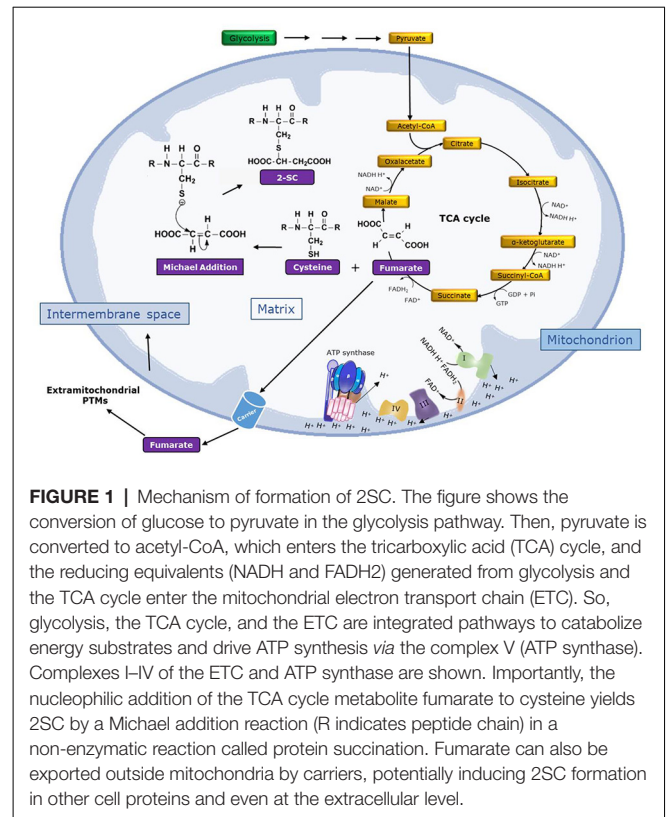 Glycolysis
Pyruvate
Acetyl-CoA
Citrate
Isocitrate
α-ketoglutarate
Succinyl-CoA
Succinate
Fumarate
Malate
Oxalacetate
TCA cycle
NAD⁺
NADH H⁺
NAD⁺
NADH H⁺
GDP + Pi
GTP
FADH₂
FAD⁺
NADH H⁺
NAD⁺
H H O
R–N–C–C–R
CH₂
S
HOOC-CH-CH₂COOH
2-SC
H H O
R–N–C–C–R
CH₂
S
⊖
H
HOOC–C=C–COOH
H
Michael Addition
H H O
R–N–C–C–R
CH₂
SH
Cysteine
+
HOOC
H
C=C
H
COOH
Intermembrane space
Matrix
Mitochondrion
Extramitochondrial
PTMs
Fumarate
Carrier
ATP synthase
H⁺
IV
III
II
I
NAD⁺
NADH H⁺
FADH₂
FAD⁺
H⁺ H⁺ H⁺ H⁺ H⁺
H⁺
H⁺ H⁺
H⁺
H⁺
H⁺ H⁺
H⁺
FIGURE 1 | Mechanism of formation of 2SC. The figure shows the
conversion of glucose to pyruvate in the glycolysis pathway. Then, pyruvate is
converted to acetyl-CoA, which enters the tricarboxylic acid (TCA) cycle, and
the reducing equivalents (NADH and FADH2) generated from glycolysis and
the TCA cycle enter the mitochondrial electron transport chain (ETC). So,
glycolysis, the TCA cycle, and the ETC are integrated pathways to catabolize
energy substrates and drive ATP synthesis via the complex V (ATP synthase).
Complexes I–IV of the ETC and ATP synthase are shown. Importantly, the
nucleophilic addition of the TCA cycle metabolite fumarate to cysteine yields
2SC by a Michael addition reaction (R indicates peptide chain) in a
non-enzymatic reaction called protein succination. Fumarate can also be
exported outside mitochondria by carriers, potentially inducing 2SC formation
in other cell proteins and even at the extracellular level.